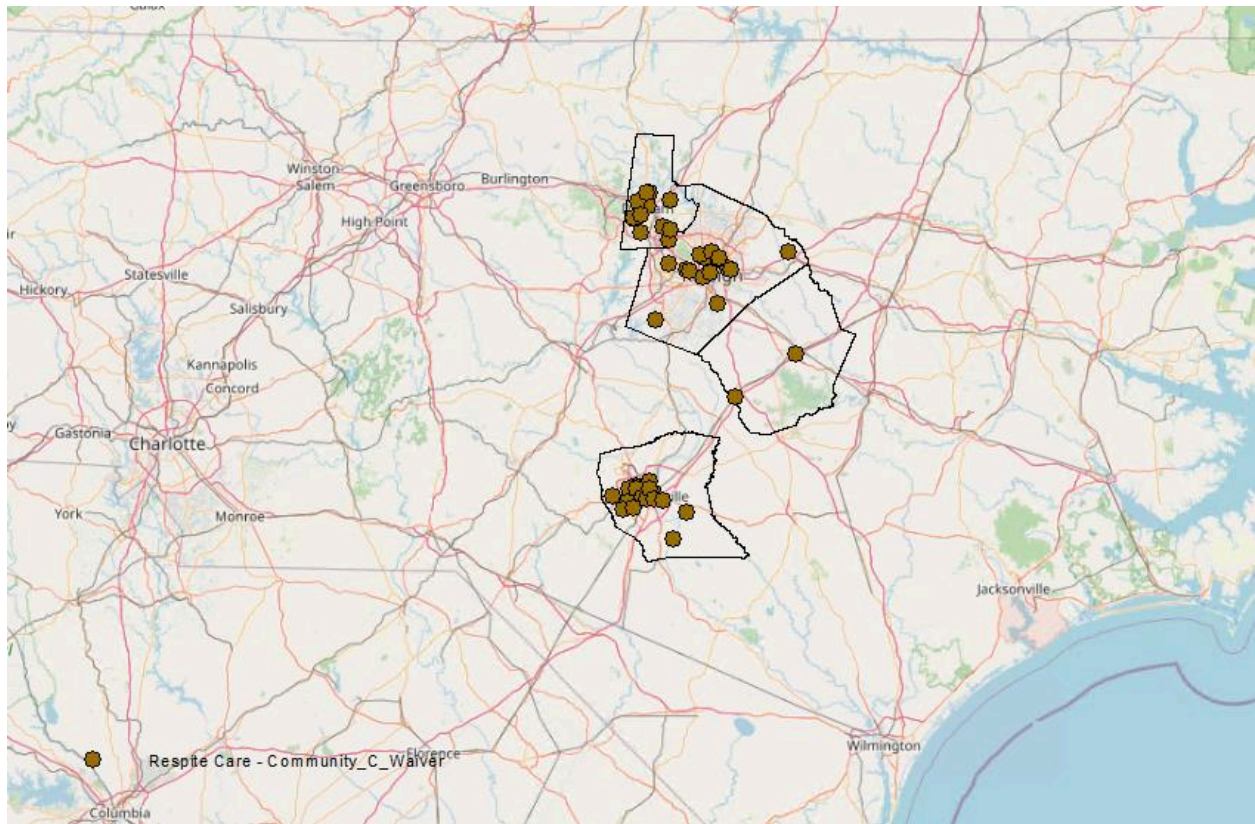 Galax
Winston-
Salem
Greensboro
Burlington
High Point
Statesville
Hickory
Salisbury
Kannapolis
Concord
Gastonia
Charlotte
York
Monroe
Jacksonville
Wilmington
Florence
Respite Care - Community_C_Waiver
Columbia